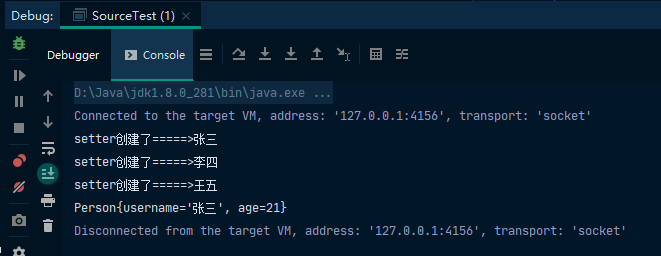 Debug: SourceTest (1) ×
Debugger Console
D:\Java\jdk1.8.0_281\bin\java.exe ...
Connected to the target VM, address: '127.0.0.1:4156', transport: 'socket'
setter创建了=====>张三
setter创建了=====>李四
setter创建了=====>王五
Person{username='张三', age=21}
Disconnected from the target VM, address: '127.0.0.1:4156', transport: 'socket'